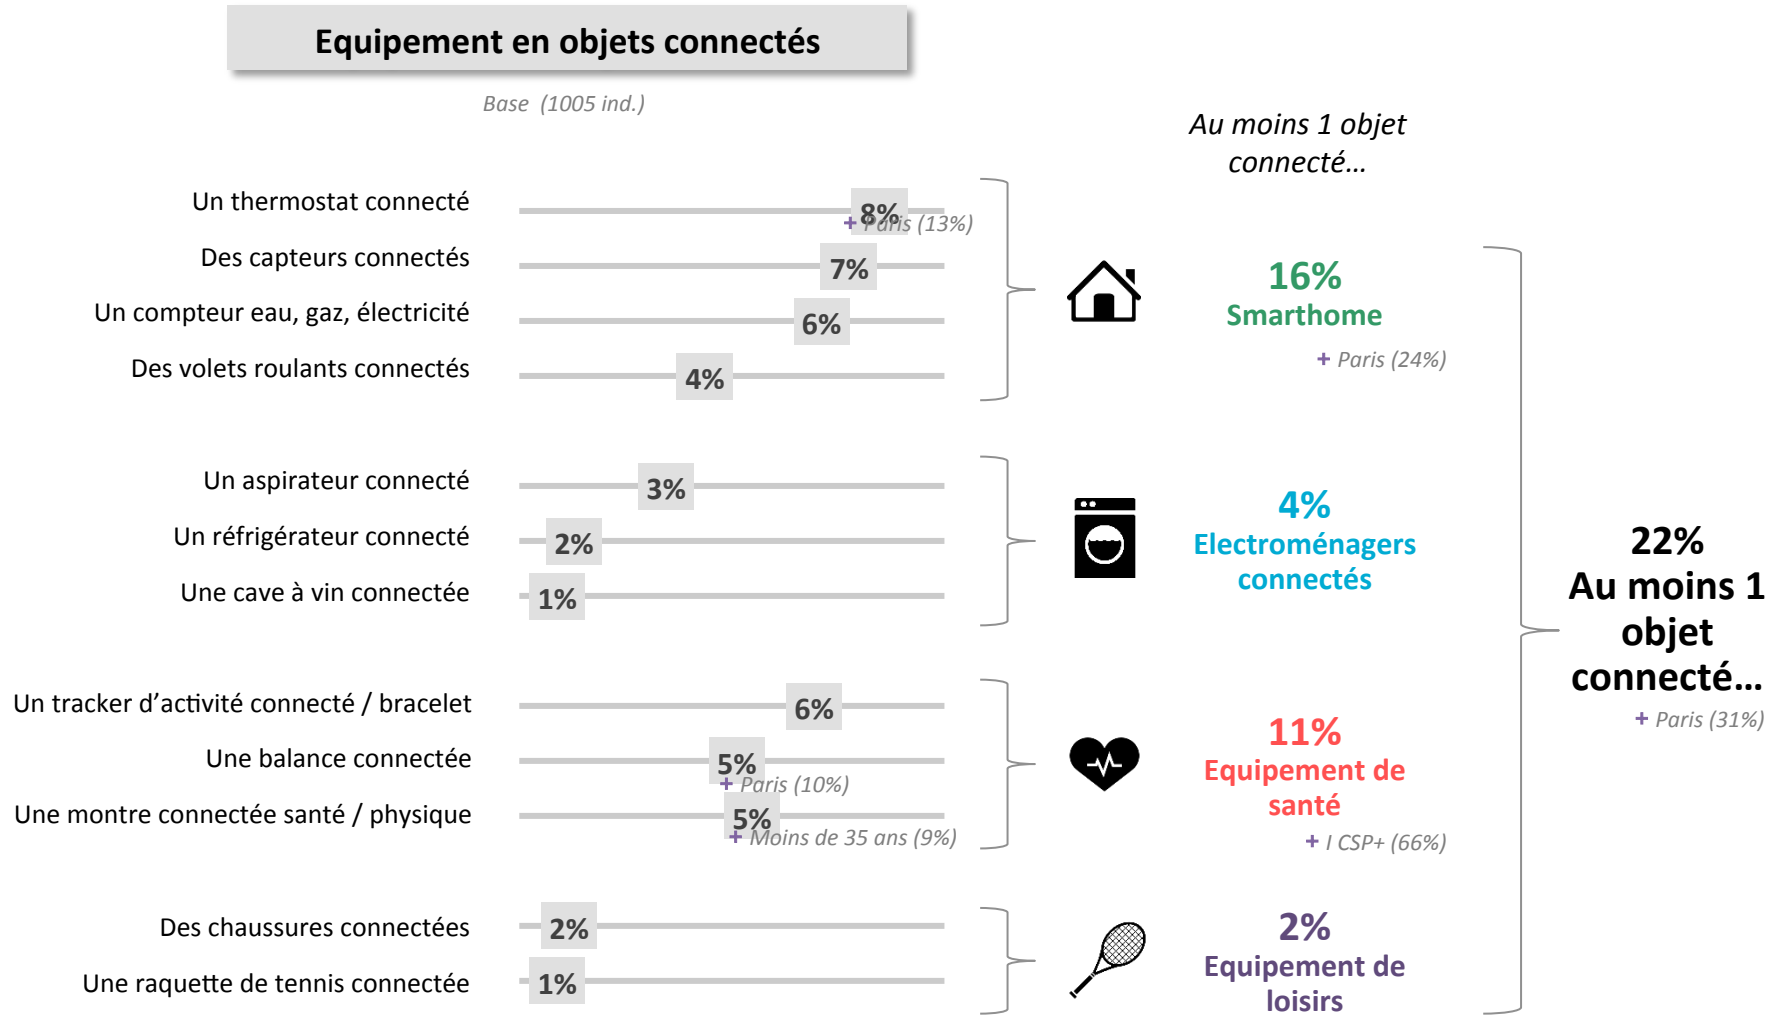 Equipement en objets connectés
Base (1005 ind.)
Au moins 1 objet
connecté…
Un thermostat connecté
8%
+ Paris (13%)
Des capteurs connectés
7%
Un compteur eau, gaz, électricité
6%
Des volets roulants connectés
4%
16%
Smarthome
+ Paris (24%)
Un aspirateur connecté
3%
Un réfrigérateur connecté
2%
Une cave à vin connectée
1%
4%
Electroménagers
connectés
Un tracker d’activité connecté / bracelet
6%
Une balance connectée
5%
+ Paris (10%)
Une montre connectée santé / physique
5%
+ Moins de 35 ans (9%)
11%
Equipement de
santé
+ I CSP+ (66%)
Des chaussures connectées
2%
Une raquette de tennis connectée
1%
2%
Equipement de
loisirs
22%
Au moins 1
objet
connecté…
+ Paris (31%)